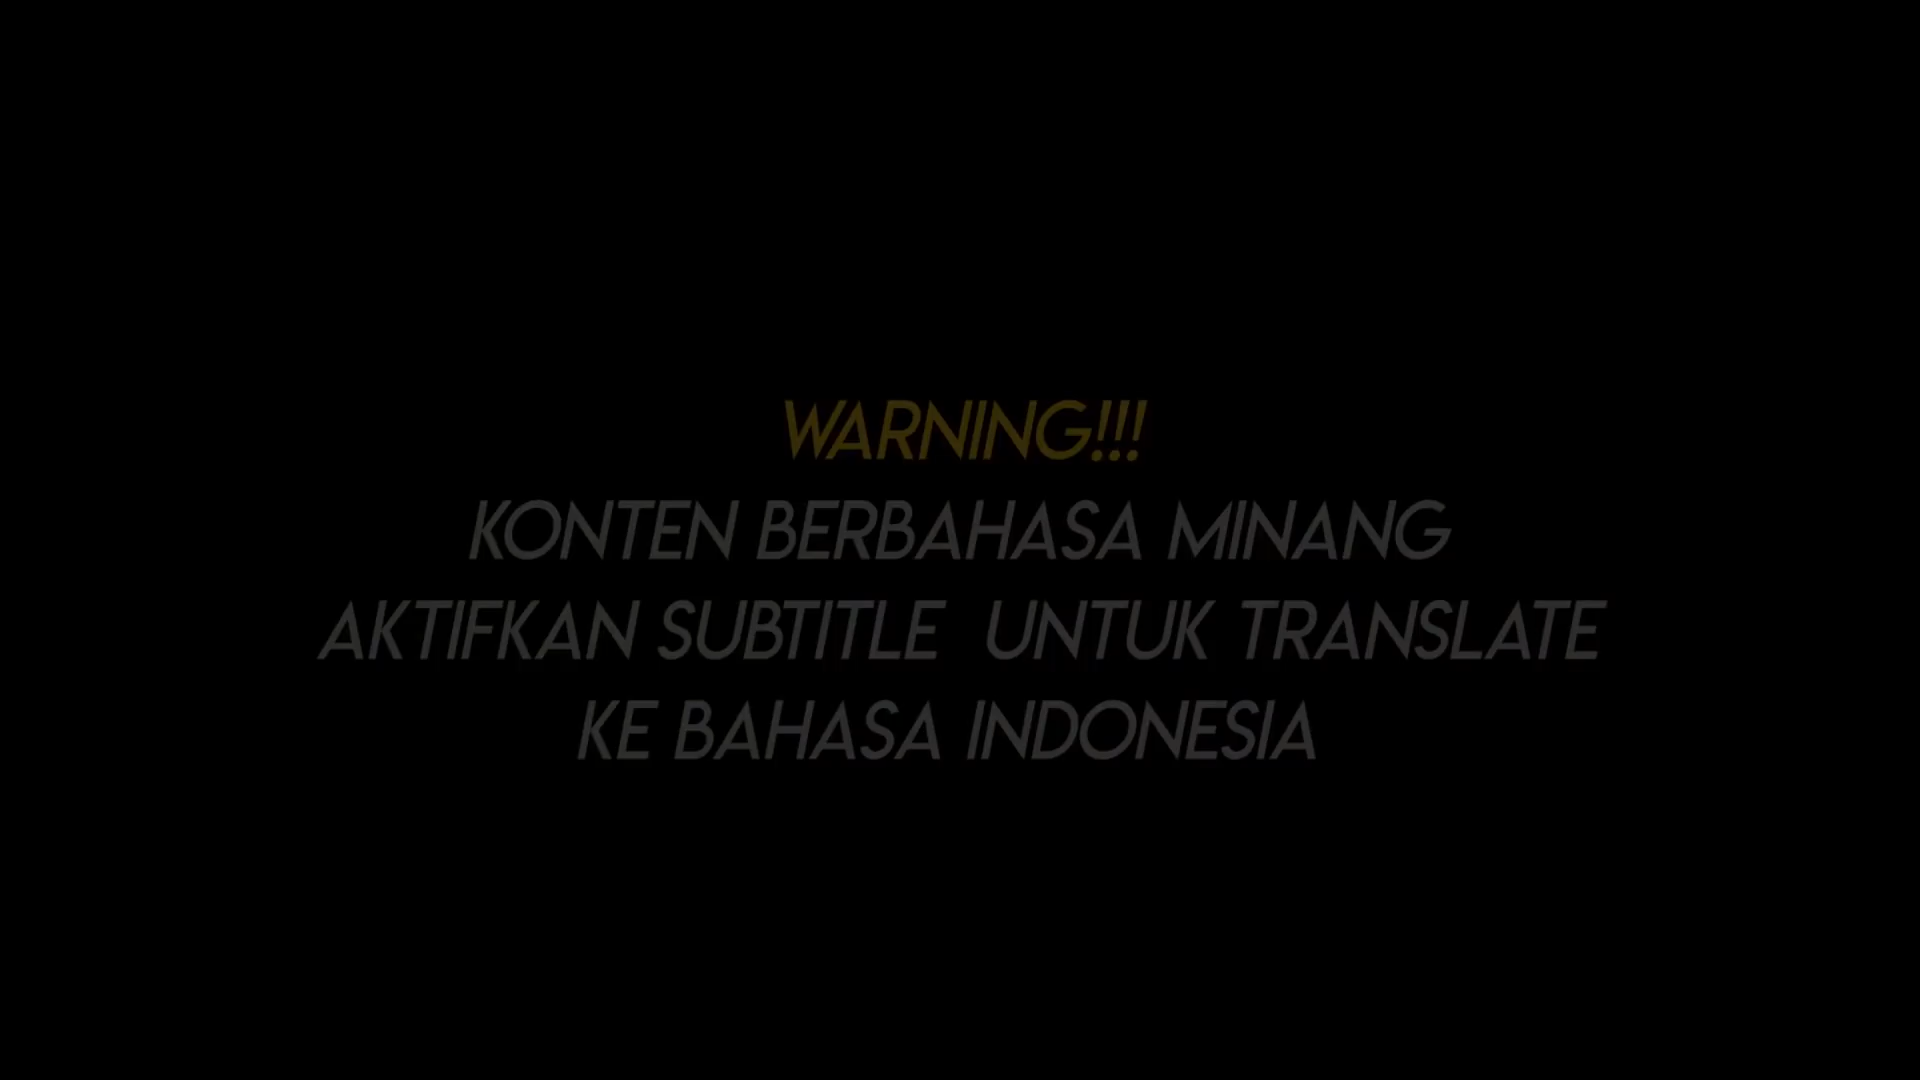 WARNING!!!
KONTEN BERBAHASA MINANG
AKTIFKAN SUBTITLE UNTUK TRANSLATE
KE BAHASA INDONESIA